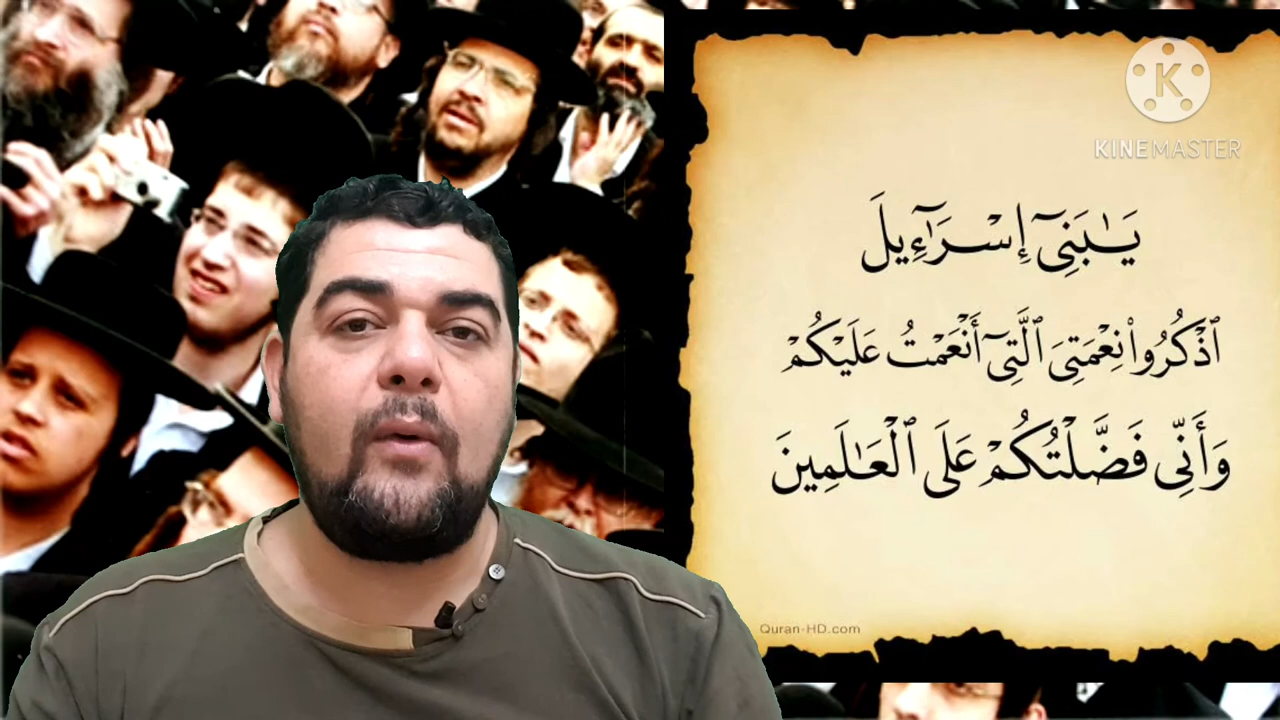 KINEMASTER
يَـٰبَنِىٓ إِسْرَٰٓءِيلَ
ٱذْكُرُوا۟ نِعْمَتِىَ ٱلَّتِىٓ أَنْعَمْتُ عَلَيْكُمْ
وَأَنِّى فَضَّلْتُكُمْ عَلَى ٱلْعَـٰلَمِينَ
Quran-HD.com